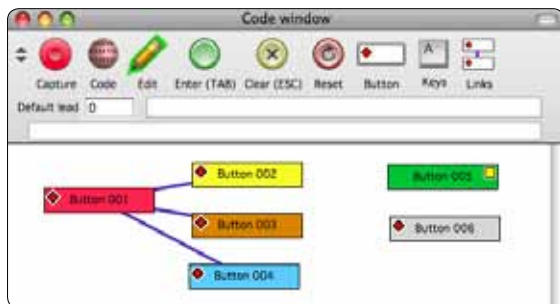 Code window
Capture Code Edit Enter (TAB) Clear (ESC) Reset Button Keys Links
Default lead 0
Button 002
Button 005
Button 001
Button 003
Button 006
Button 004